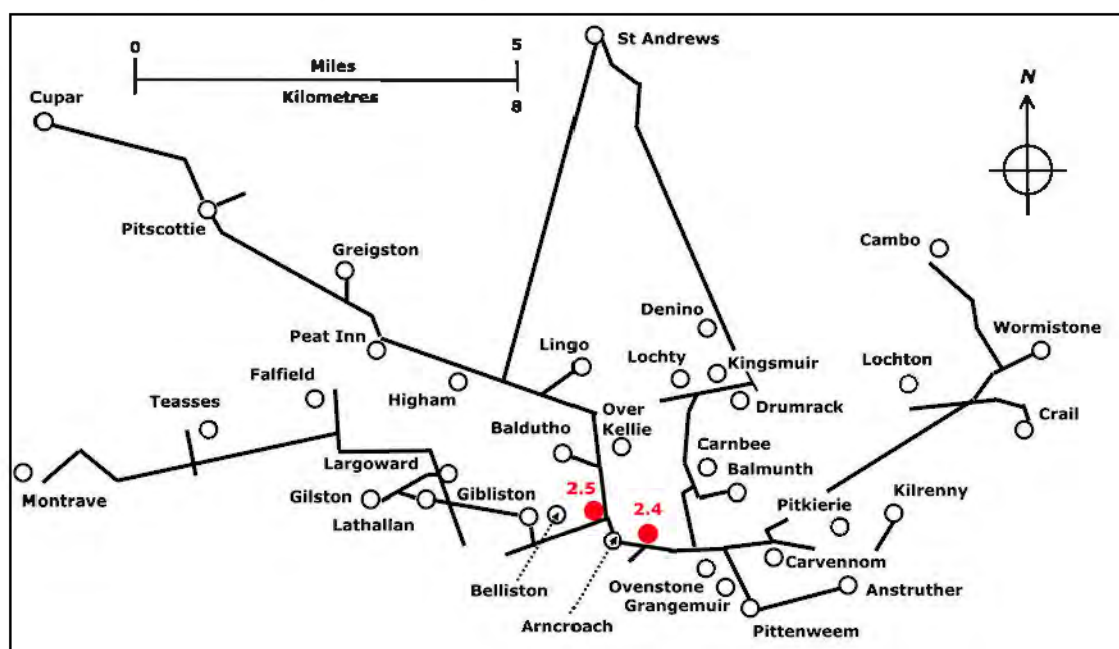 St Andrews
0
5
Miles
Kilometres
8
N
Cupar
Pitscottie
Greigston
Cambo
Denino
Wormistone
Peat Inn
Lingo
Lochty
Kingsmuir
Lochton
Falfield
Higham
Over
Kellie
Drumrack
Teasses
Baldutho
Crail
Carnbee
Largoward
Balmunth
Montrave
Gilston
Gibliston
2.5
2.4
Pitkierie
Kilrenny
Lathallan
Carvennom
Belliston
Ovenstone
Anstruther
Grangemuir
Arncroach
Pittenweem